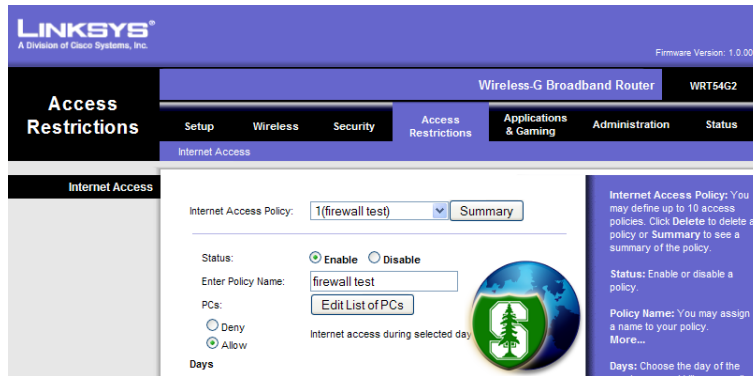 LINKSYS®
A Division of Cisco Systems, Inc.
Firmware Version: 1.0.00
Wireless-G Broadband Router WRT54G2
Access Restrictions
Setup Wireless Security Access Restrictions Applications & Gaming Administration Status
Internet Access
Internet Access
Internet Access Policy: 1(firewall test) Summary
Status: Enable Disable
Enter Policy Name: firewall test
PCs: Edit List of PCs
Deny
Allow
Internet access during selected day
Days
S
Internet Access Policy: You
may define up to 10 access
policies. Click Delete to delete a
policy or Summary to see a
summary of the policy.
Status: Enable or disable a
policy.
Policy Name: You may assign
a name to your policy.
More...
Days: Choose the day of the